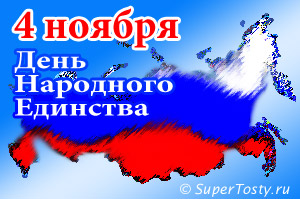 4 ноября
День
Народного
Единства
© SuperTosty.ru